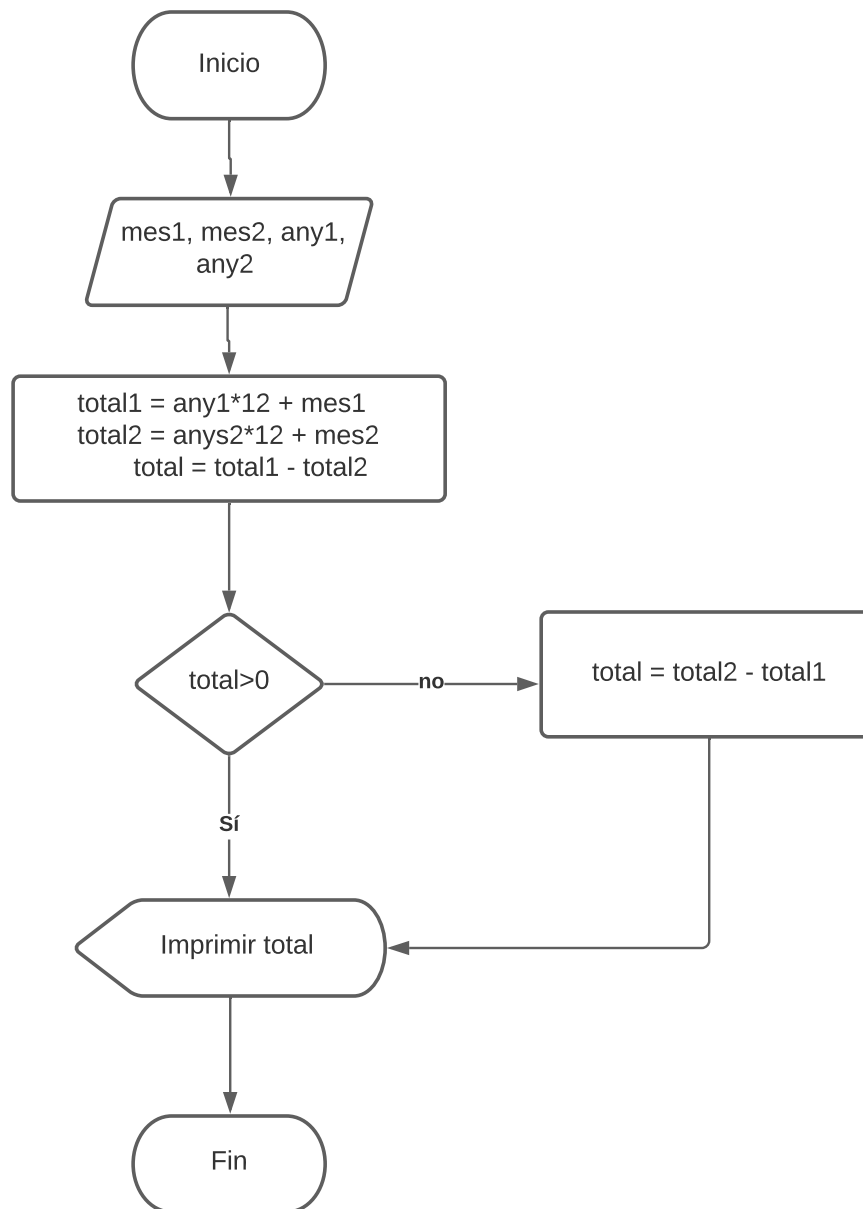 Inicio
mes1, mes2, any1,
any2
total1 = any1*12 + mes1
total2 = anys2*12 + mes2
total = total1 - total2
total>0
no
total = total2 - total1
Sí
Imprimir total
Fin